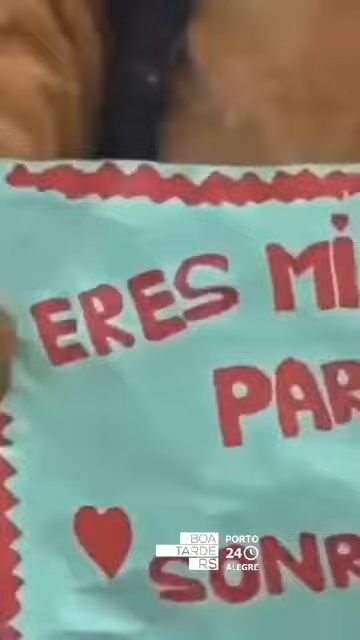 ERES MI
PAR
SONR
BOA
TARDE
RS
PORTO
24
ALEGRE